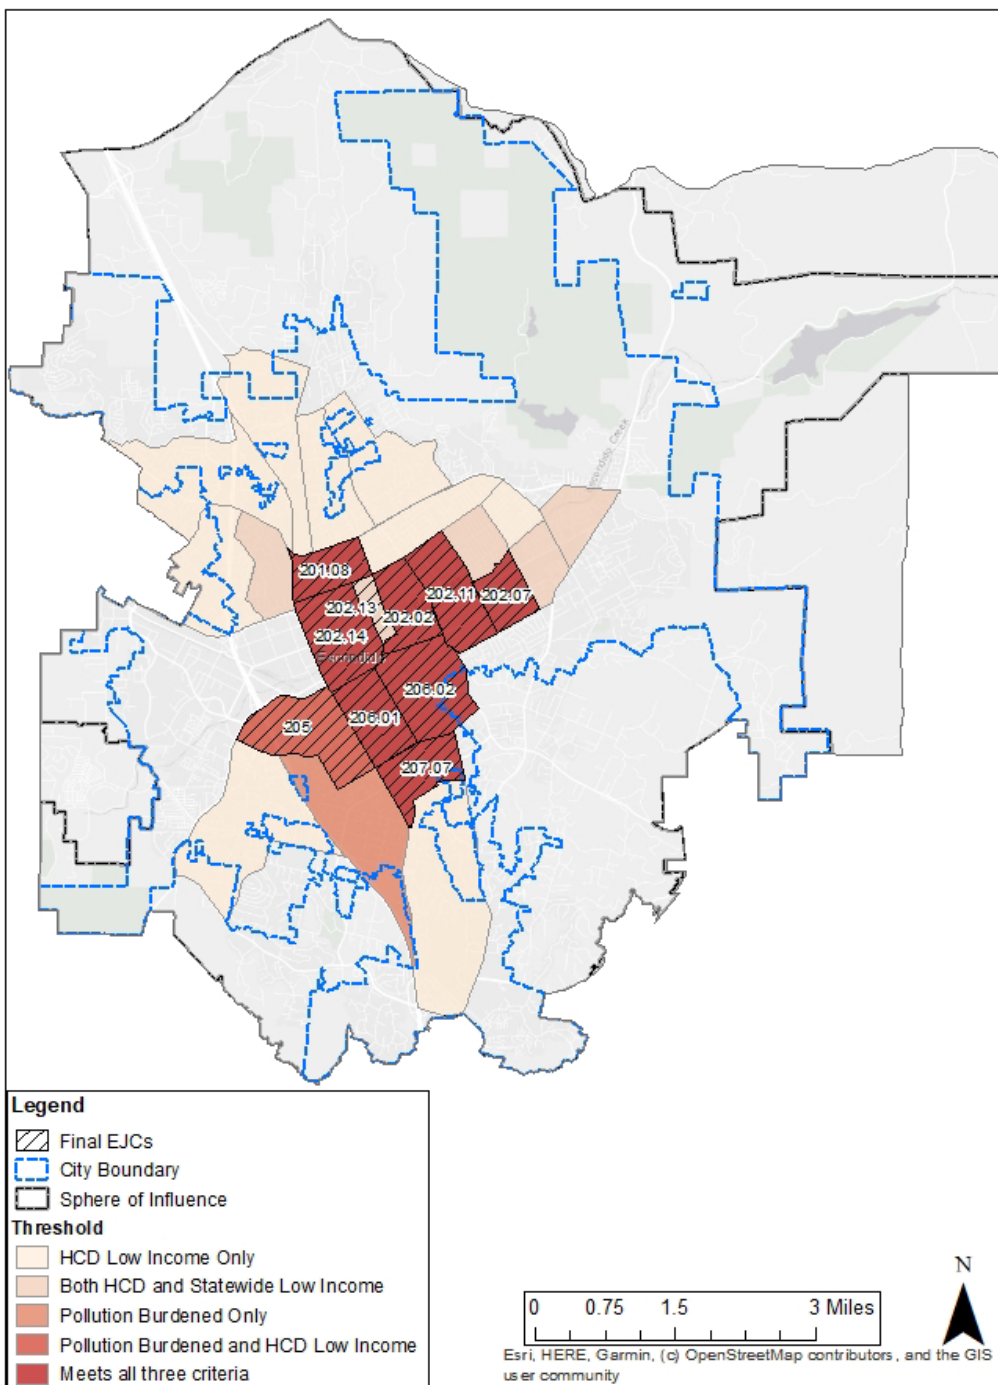 Escondido Creek
201.08
202.13
202.11
202.07
202.02
202.14
Escondido
206.02
205
206.01
207.07
Legend
Final EJCs
City Boundary
Sphere of Influence
Threshold
HCD Low Income Only
Both HCD and Statewide Low Income
Pollution Burdened Only
Pollution Burdened and HCD Low Income
Meets all three criteria
N
0 0.75 1.5 3 Miles
Esri, HERE, Garmin, (c) OpenStreetMap contributors, and the GIS
user community